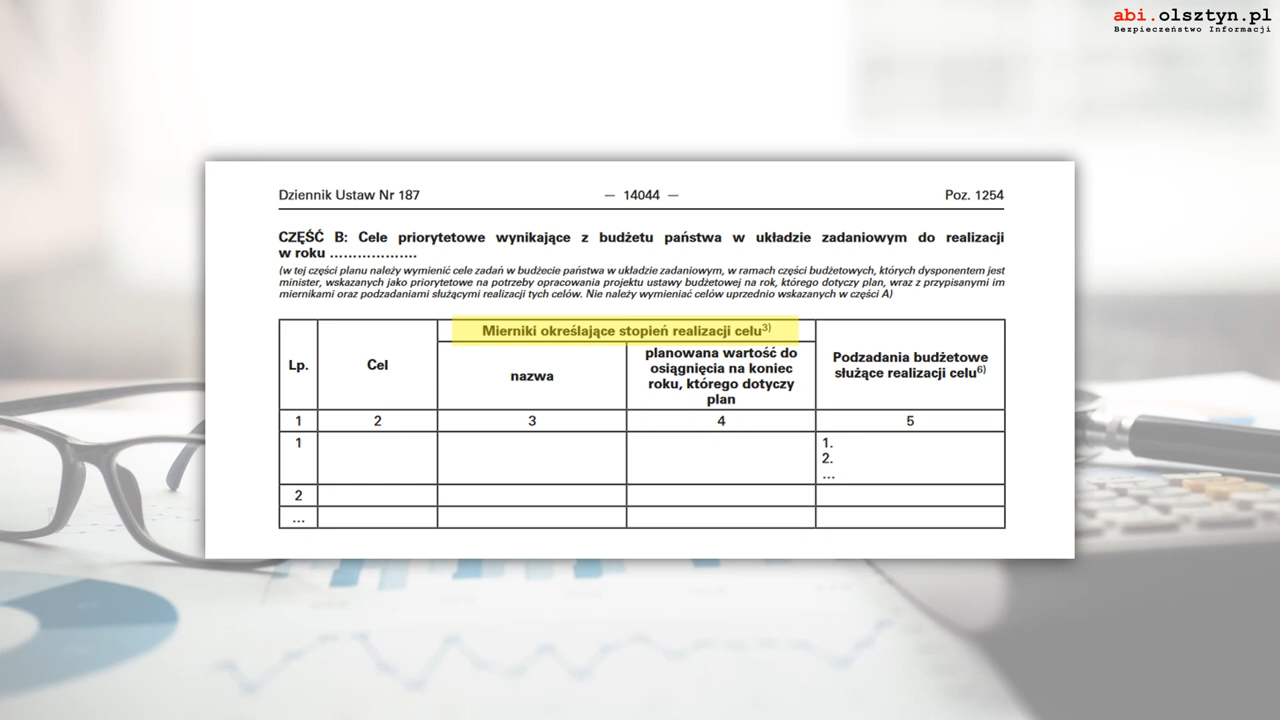 abi.olsztyn.pl
Bezpieczeństwo Informacji
Dziennik Ustaw Nr 187 — 14044 — Poz. 1254
CZĘŚĆ B: Cele priorytetowe wynikające z budżetu państwa w układzie zadaniowym do realizacji
w roku ...................
(w tej części planu należy wymienić cele zadań w budżecie państwa w układzie zadaniowym, w ramach części budżetowych, których dysponentem jest
minister, wskazanych jako priorytetowe na potrzeby opracowania projektu ustawy budżetowej na rok, którego dotyczy plan, wraz z przypisanymi im
miernikami oraz podzadaniami służącymi realizacji tych celów. Nie należy wymieniać celów uprzednio wskazanych w części A)
Lp.
Cel
Mierniki określające stopień realizacji celu3)
nazwa
planowana wartość do
osiągnięcia na koniec
roku, którego dotyczy
plan
Podzadania budżetowe
służące realizacji celu6)
1 2 3 4 5
1
1.
2.
...
2
...